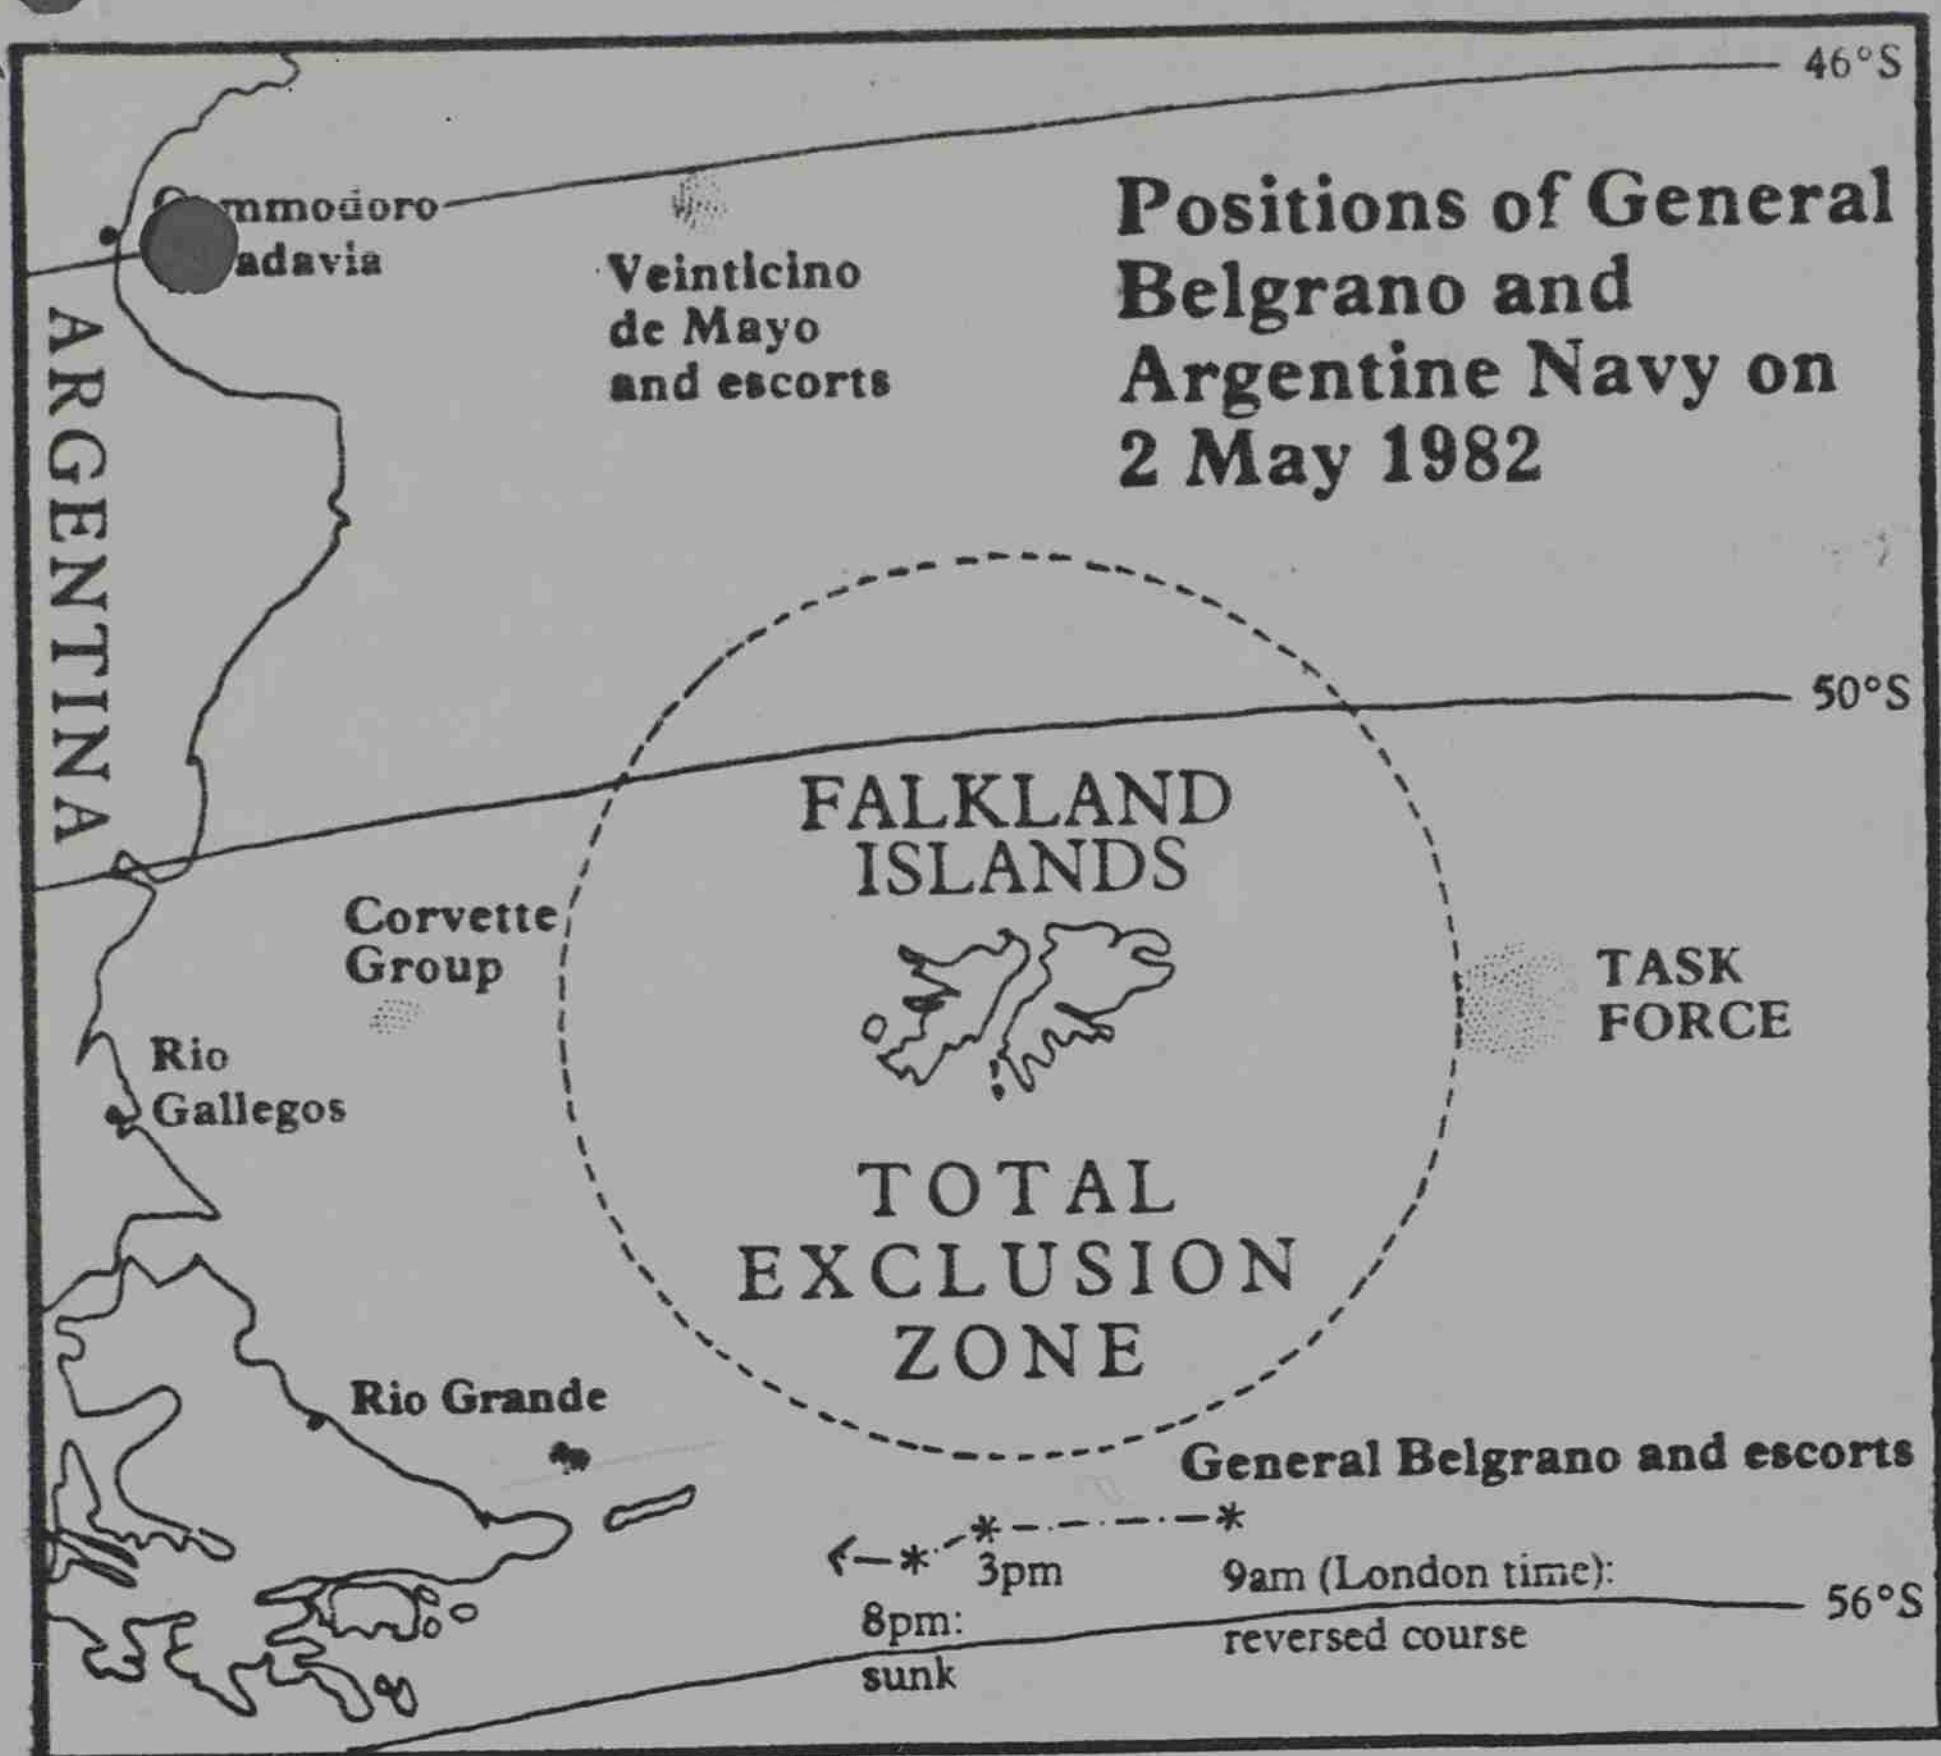 46°S
mmodoro
adavia
Positions of General
Belgrano and
Argentine Navy on
2 May 1982
Veinticino
de Mayo
and escorts
ARGENTINA
50°S
FALKLAND
ISLANDS
Corvette
Group
TASK
FORCE
Rio
Gallegos
TOTAL
EXCLUSION
ZONE
Rio Grande
General Belgrano and escorts
3pm
9am (London time):
reversed course
8pm:
sunk
56°S